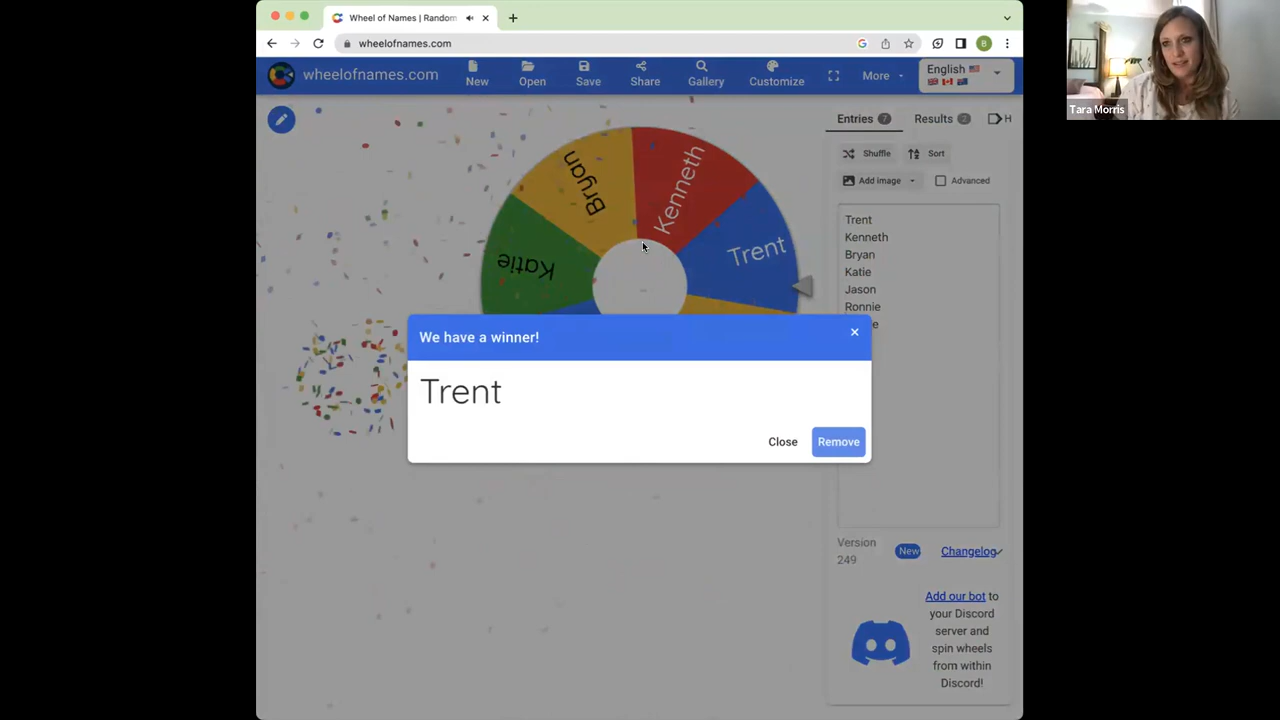 Wheel of Names | Random
wheelofnames.com
B
wheelofnames.com
New
Open
Save
Share
Gallery
Customize
More
English
Tara Morris
Entries 7
Results 2
H
Shuffle
Sort
Add image
Advanced
Trent
Kenneth
Bryan
Katie
Jason
Ronnie
e
Bryan
Kenneth
Trent
Katie
We have a winner!
Trent
Close
Remove
Version
249
New
Changelog
Add our bot to
your Discord
server and
spin wheels
from within
Discord!